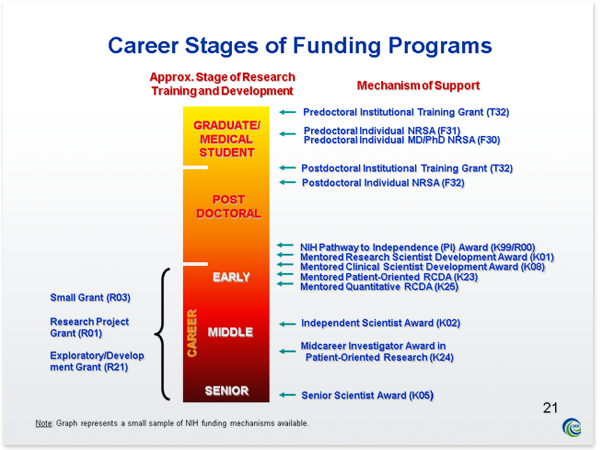 Career Stages of Funding Programs
Approx. Stage of Research
Training and Development
Mechanism of Support
GRADUATE/
MEDICAL
STUDENT
POST
DOCTORAL
EARLY
CAREER
MIDDLE
SENIOR
Predoctoral Institutional Training Grant (T32)
Predoctoral Individual NRSA (F31)
Predoctoral Individual MD/PhD NRSA (F30)
Postdoctoral Institutional Training Grant (T32)
Postdoctoral Individual NRSA (F32)
NIH Pathway to Independence (PI) Award (K99/R00)
Mentored Research Scientist Development Award (K01)
Mentored Clinical Scientist Development Award (K08)
Mentored Patient-Oriented RCDA (K23)
Mentored Quantitative RCDA (K25)
Independent Scientist Award (K02)
Midcareer Investigator Award in
Patient-Oriented Research (K24)
Senior Scientist Award (K05)
Small Grant (R03)
Research Project
Grant (R01)
Exploratory/Develop
ment Grant (R21)
21
Note: Graph represents a small sample of NIH funding mechanisms available.